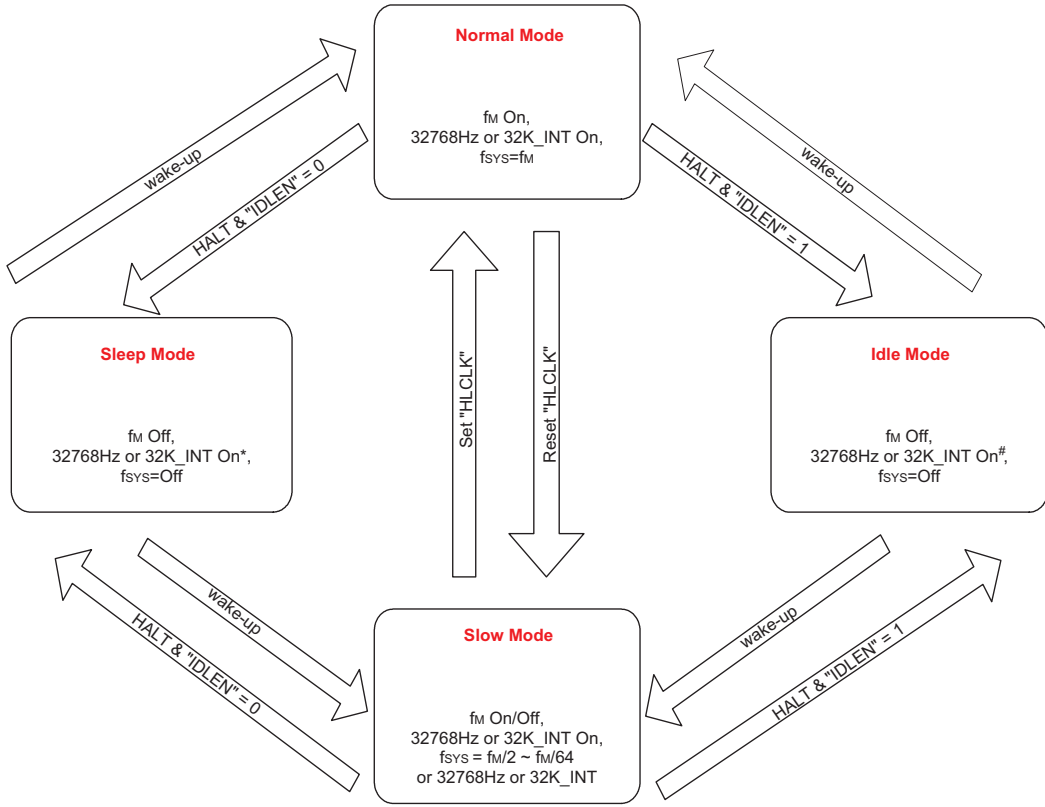 Normal Mode
fM On,
32768Hz or 32K_INT On,
fSYS=fM
wake-up
HALT & "IDLEN" = 0
HALT & "IDLEN" = 1
wake-up
Sleep Mode
fM Off,
32768Hz or 32K_INT On*,
fSYS=Off
Set "HLCLK"
Reset "HLCLK"
Idle Mode
fM Off,
32768Hz or 32K_INT On#,
fSYS=Off
wake-up
HALT & "IDLEN" = 0
wake-up
HALT & "IDLEN" = 1
Slow Mode
fM On/Off,
32768Hz or 32K_INT On,
fSYS = fM/2 ~ fM/64
or 32768Hz or 32K_INT